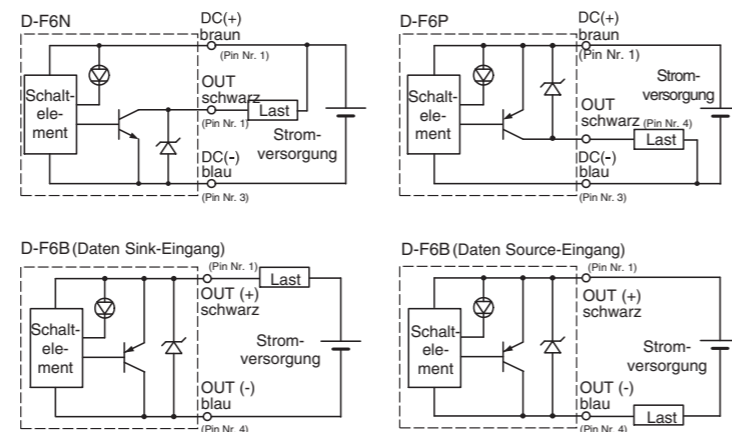 D-F6N
DC(+)
braun
(Pin Nr. 1)
OUT
schwarz
(Pin Nr. 1)
Last
Schalt-
ele-
ment
Strom-
versorgung
DC(-)
blau
(Pin Nr. 3)
D-F6P
DC(+)
braun
(Pin Nr. 1)
Strom-
versorgung
Schalt-
ele-
ment
OUT
schwarz (Pin Nr. 4)
Last
DC(-)
blau
(Pin Nr. 3)
D-F6B (Daten Sink-Eingang)
(Pin Nr. 1)
Last
OUT (+)
schwarz
Schalt-
ele-
ment
Strom-
versorgung
OUT (-)
blau
(Pin Nr. 4)
D-F6B (Daten Source-Eingang)
(Pin Nr. 1)
OUT (+)
schwarz
Schalt-
ele-
ment
Strom-
versorgung
OUT (-)
blau
Last
(Pin Nr. 4)